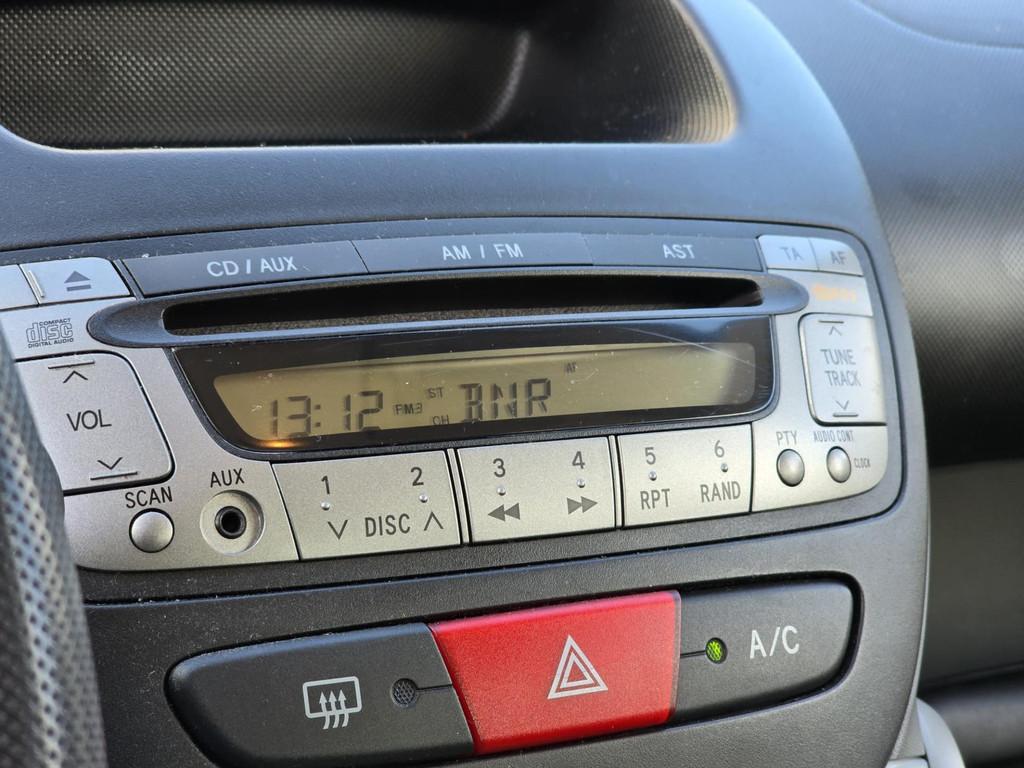 CD / AUX
AM / FM
AST
TA
AF
COMPACT
disc
DIGITAL AUDIO
VOL
13:12
FM3
ST
CH
BNR
AF
TUNE
TRACK
SCAN
AUX
1
2
DISC
3
4
5
6
RPT
RAND
PTY
AUDIO CONT
CLOCK
A/C